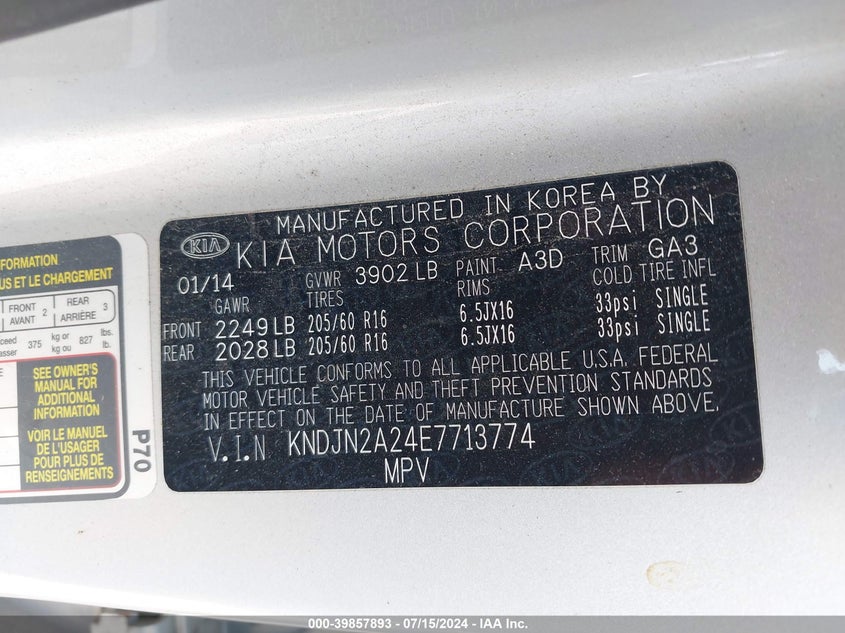 MANUFACTURED IN KOREA BY
KIA KIA MOTORS CORPORATION
01/14 GVWR 3902 LB PAINT A3D TRIM GA3
GAWR TIRES RIMS COLD TIRE INFL
FRONT 2249 LB 205/60 R16 6.5JX16 33psi SINGLE
REAR 2028 LB 205/60 R16 6.5JX16 33psi SINGLE
THIS VEHICLE CONFORMS TO ALL APPLICABLE U.S.A. FEDERAL
MOTOR VEHICLE SAFETY AND THEFT PREVENTION STANDARDS
IN EFFECT ON THE DATE OF MANUFACTURE SHOWN ABOVE.
V.I.N KNDJN2A24E7713774
MPV
FORMATION
US ET LE CHARGEMENT
FRONT 2 REAR 3
AVANT ARRIÈRE
kg or lbs.
375 827
kg ou lb.
SEE OWNER'S
MANUAL FOR
ADDITIONAL
INFORMATION
VOIR LE MANUEL
DE L'USAGER
POUR PLUS DE
RENSEIGNEMENTS
P70
000-39857893 - 07/15/2024 - IAA Inc.